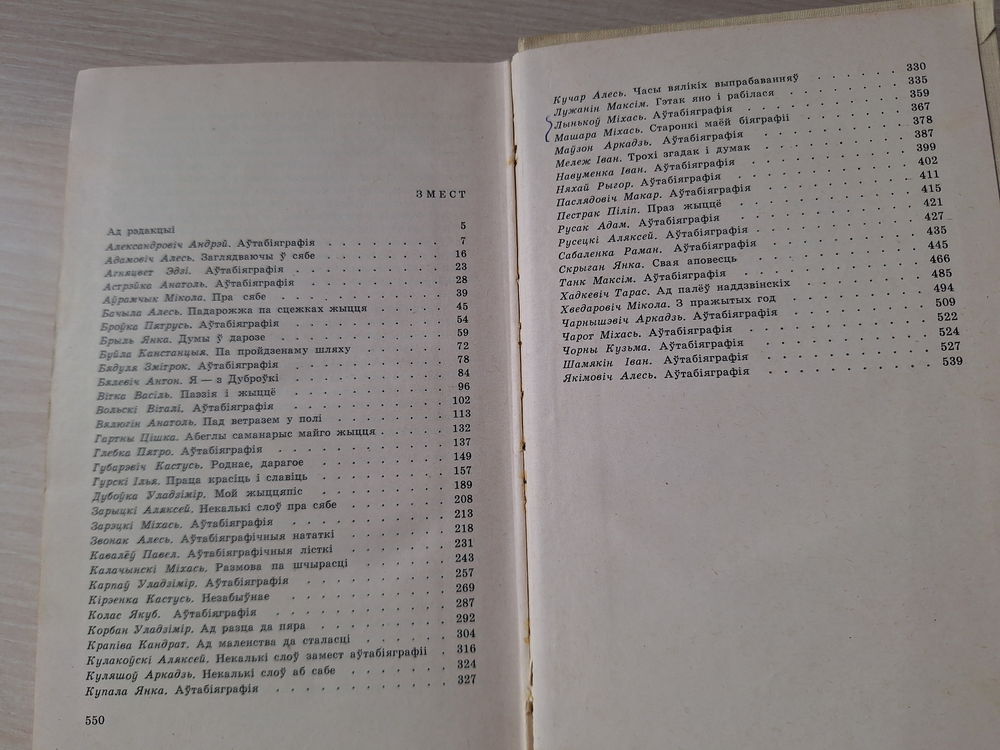 ЗМЕСТ
Ад рэдакцыі 5
Александровіч Андрэй. Аўтабіяграфія . . . . . . . 7
Адамовіч Алесь. Заглядваючы ў сябе . . . . . . . 16
Агняцвет Эдзі. Аўтабіяграфія . . . . . . . . 23
Астрэйка Анатоль. Аўтабіяграфія . . . . . . . . 28
Аўрамчык Мікола. Пра сябе . . . . . . . . . 39
Бачыла Алесь. Падарожжа па сцежках жыцця . . . . . 45
Броўка Пятрусь. Аўтабіяграфія . . . . . . . . 54
Брыль Янка. Думы ў дарозе . . . . . . . . . 59
Буйла Канстанцыя. Па пройдзенаму шляху . . . . . 72
Бядуля Змітрок. Аўтабіяграфія . . . . . . . . 78
Бялевіч Антон. Я — з Дуброўкі . . . . . . . . 84
Вітка Васіль. Паэзія і жыццё . . . . . . . . 96
Вольскі Віталі. Аўтабіяграфія . . . . . . . . 102
Вялюгін Анатоль. Пад ветразем у полі . . . . . . 113
Гартны Цішка. Абеглы саманарыс майго жыцця . . . . 132
Глебка Пятро. Аўтабіяграфія . . . . . . . . 137
Губарэвіч Кастусь. Роднае, дарагое . . . . . . . 149
Гурскі Ілья. Праца красіць і славіць . . . . . . 157
Дубоўка Уладзімір. Мой жыццяпіс . . . . . . . 189
Зарыцкі Аляксей. Некалькі слоў пра сябе . . . . . 208
Зарэцкі Міхась. Аўтабіяграфія . . . . . . . . 213
Звонак Алесь. Аўтабіяграфічныя нататкі . . . . . . 218
Кавалёў Павел. Аўтабіяграфічныя лісткі . . . . . . 231
Калачынскі Міхась. Размова па шчырасці . . . . . 243
Карпаў Уладзімір. Аўтабіяграфія . . . . . . . 257
Кірэенка Кастусь. Незабыўнае . . . . . . . . 269
Колас Якуб. Аўтабіяграфія . . . . . . . . . 287
Корбан Уладзімір. Ад разца да пяра . . . . . . . 292
Крапіва Кандрат. Ад маленства да сталасці . . . . . 304
Кулакоўскі Аляксей. Некалькі слоў замест аўтабіяграфіі . 316
Куляшоў Аркадзь. Некалькі слоў аб сабе . . . . . 324
Купала Янка. Аўтабіяграфія . . . . . . . . . 327
550
Кучар Алесь. Часы вялікіх выпрабаванняў . . . . . 330
Лужанін Максім. Гэтак яно і рабілася . . . . . . 335
Лынькоў Міхась. Аўтабіяграфія . . . . . . . . 359
Машара Міхась. Старонкі маёй біяграфіі . . . . . 367
Маўзон Аркадзь. Аўтабіяграфія . . . . . . . 378
Мележ Іван. Трохі згадак і думак . . . . . . . 387
Навуменка Іван. Аўтабіяграфія . . . . . . . . 399
Няхай Рыгор. Аўтабіяграфія . . . . . . . . 402
Паслядовіч Макар. Аўтабіяграфія . . . . . . . 411
Пестрак Піліп. Праз жыццё . . . . . . . . . 415
Русак Адам. Аўтабіяграфія . . . . . . . . . 421
Русецкі Аляксей. Аўтабіяграфія . . . . . . . . 427
Сабаленка Раман. Аўтабіяграфія . . . . . . . 435
Скрыган Янка. Свая аповесць . . . . . . . . 445
Танк Максім. Аўтабіяграфія . . . . . . . . 466
Хадкевіч Тарас. Ад палёў наддзвінскіх . . . . . . 485
Хведаровіч Мікола. З пражытых год . . . . . . 494
Чарнышэвіч Аркадзь. Аўтабіяграфія . . . . . . 509
Чарот Міхась. Аўтабіяграфія . . . . . . . . 522
Чорны Кузьма. Аўтабіяграфія . . . . . . . . 524
Шамякін Іван. Аўтабіяграфія . . . . . . . . 527
Якімовіч Алесь. Аўтабіяграфія . . . . . . . . 539